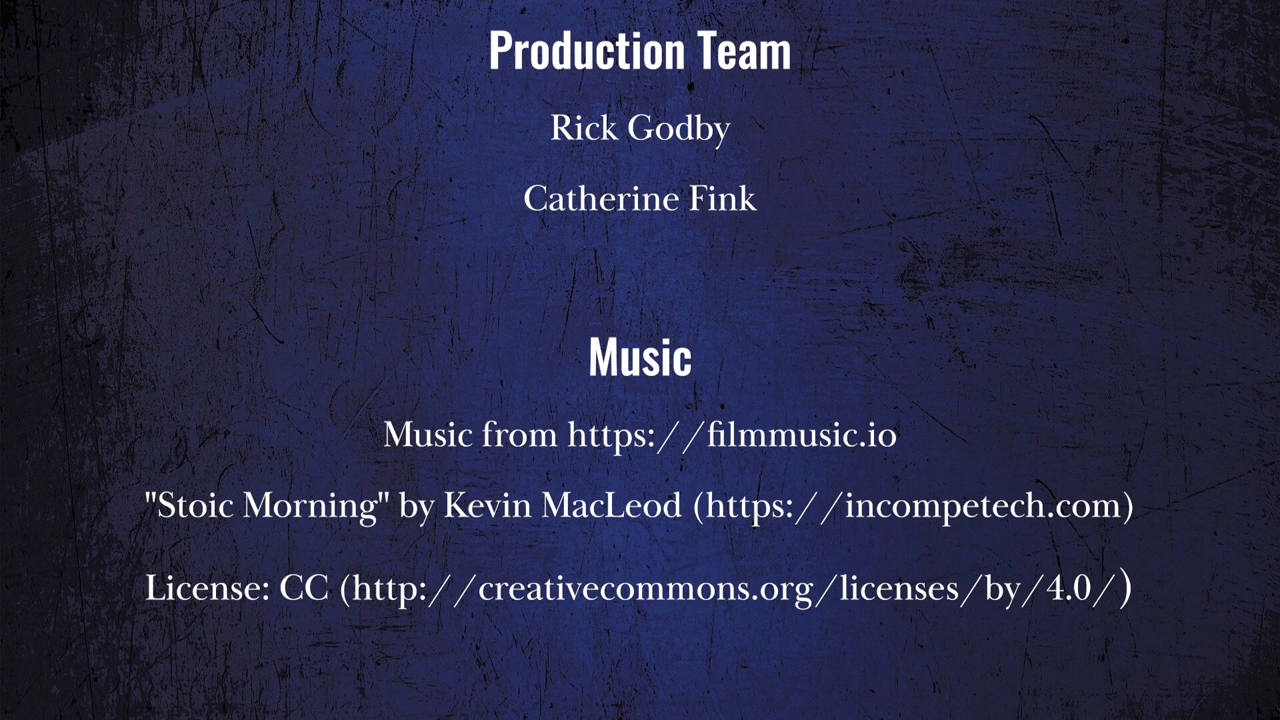 Production Team
Rick Godby
Catherine Fink
Music
Music from https://filmmusic.io
"Stoic Morning" by Kevin MacLeod (https://incompetech.com)
License: CC (http://creativecommons.org/licenses/by/4.0/)